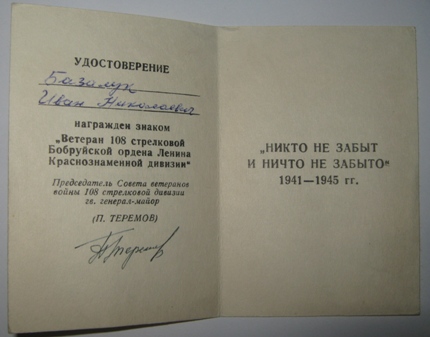 УДОСТОВЕРЕНИЕ
Базалук
Иван Николаевич
награжден знаком
„Ветеран 108 стрелковой
Бобруйской ордена Ленина
Краснознаменной дивизии"
Председатель Совета ветеранов
войны 108 стрелковой дивизии
гв. генерал-майор
(П. ТЕРЕМОВ)
„НИКТО НЕ ЗАБЫТ
И НИЧТО НЕ ЗАБЫТО"
1941—1945 гг.